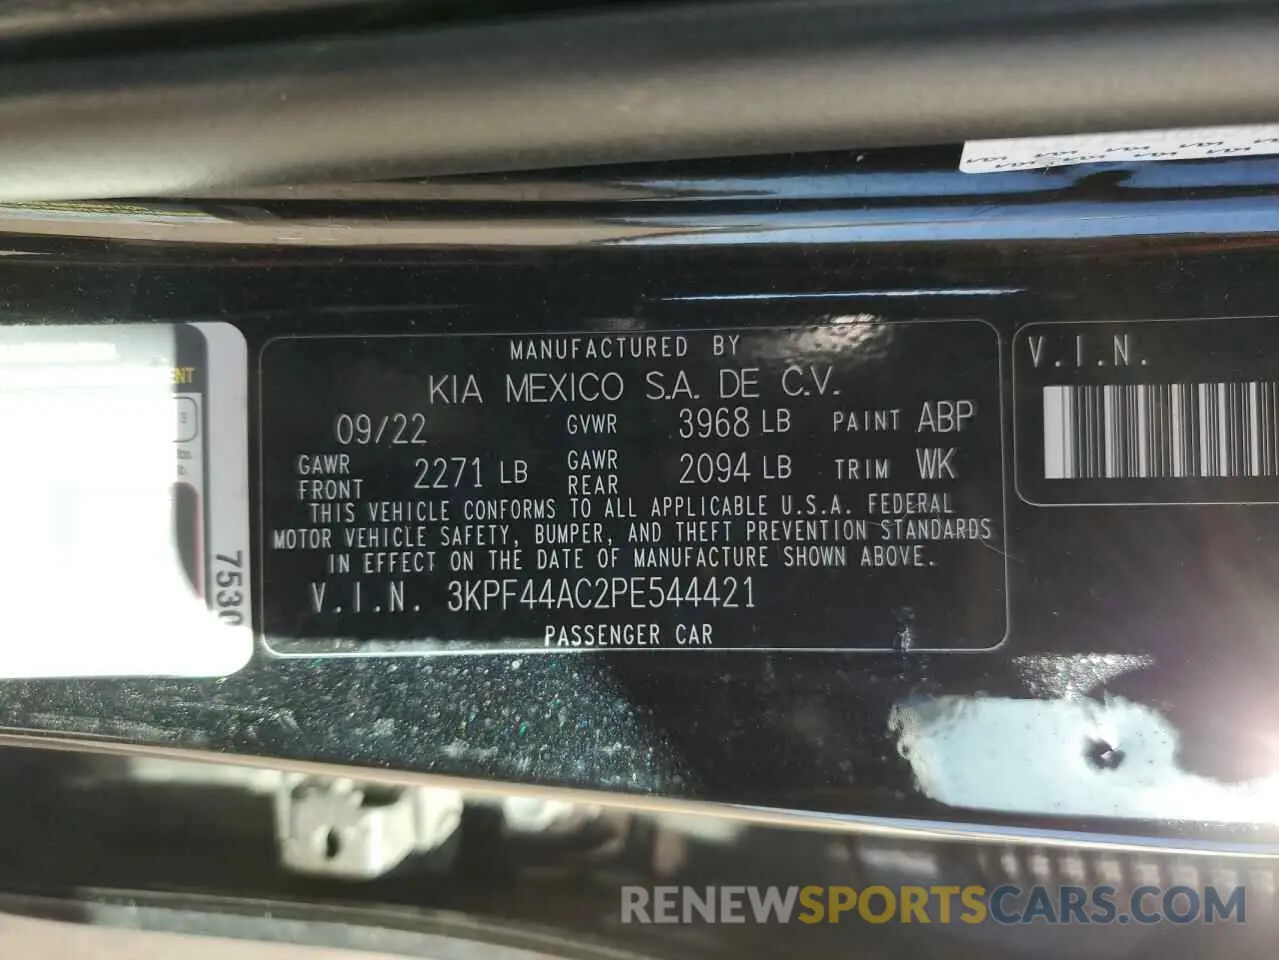 MANUFACTURED BY
KIA MEXICO S.A. DE C.V.
09/22 GVWR 3968 LB PAINT ABP
GAWR FRONT 2271 LB GAWR REAR 2094 LB TRIM WK
THIS VEHICLE CONFORMS TO ALL APPLICABLE U.S.A. FEDERAL
MOTOR VEHICLE SAFETY, BUMPER, AND THEFT PREVENTION STANDARDS
IN EFFECT ON THE DATE OF MANUFACTURE SHOWN ABOVE.
V.I.N. 3KPF44AC2PE544421
PASSENGER CAR
V.I.N.
7530
RENEWSPORTSCARS.COM